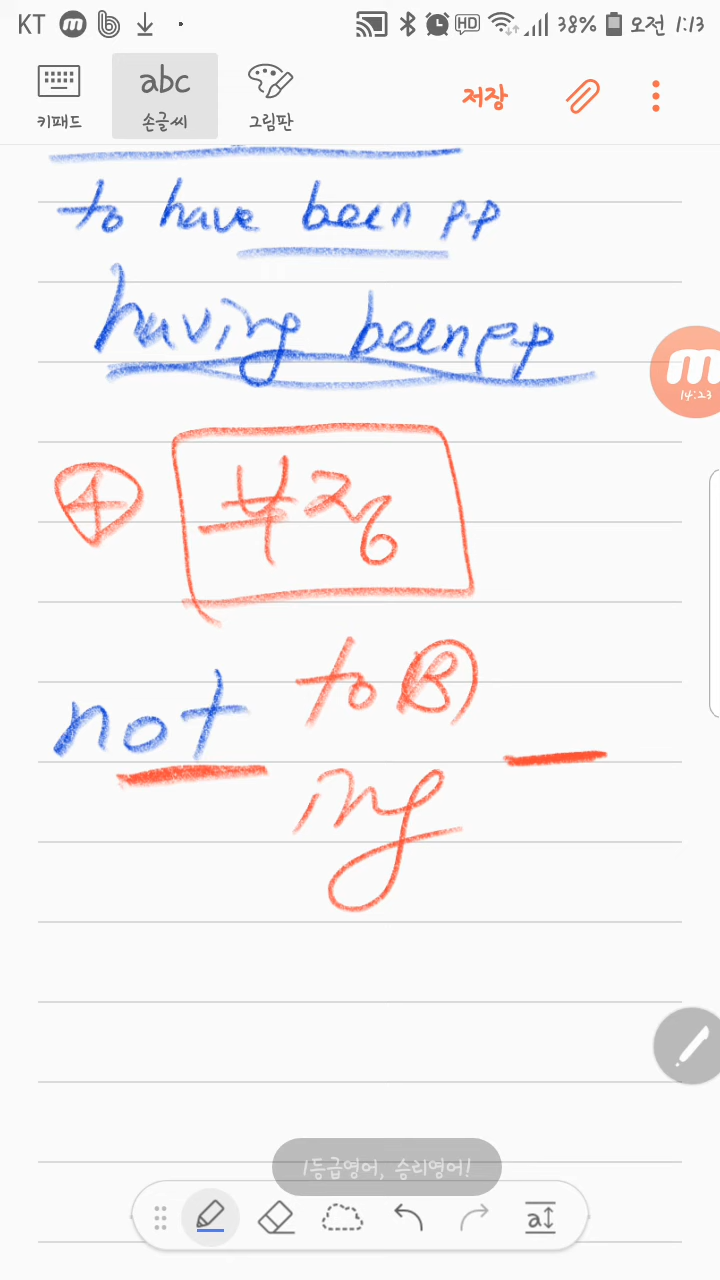 KT HD 38% 오전 1:13
키패드 abc 손글씨 그림판 저장
to have been p.p
having been p.p
14:23
부정
not to Ⓡ
ing
1등급영어, 승리영어!
a